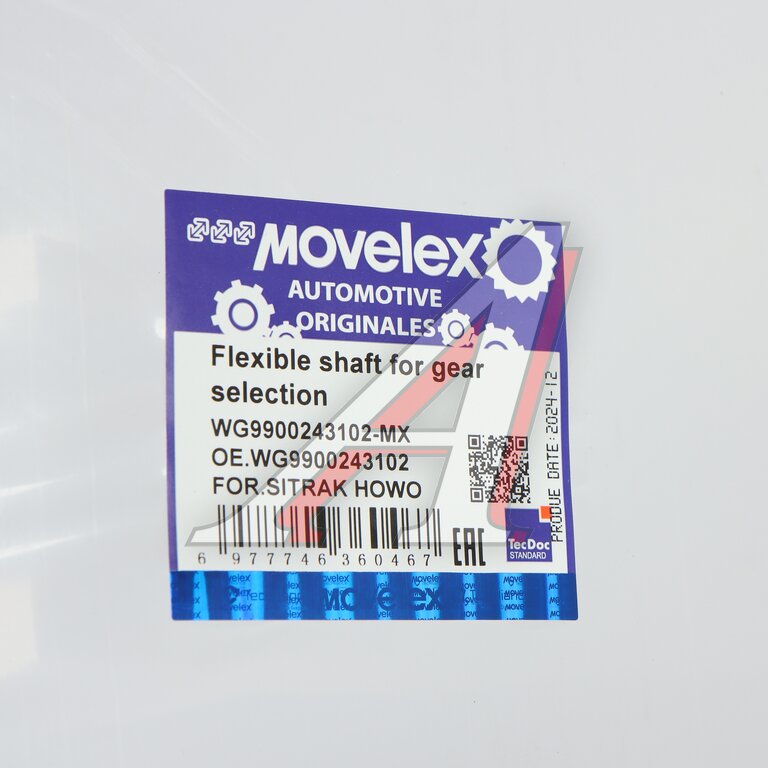 MOVeLex
AUTOMOTIVE
ORIGINALES
Flexible shaft for gear
selection
WG9900243102-MX
OE.WG9900243102
FOR.SITRAK HOWO
PRODUE DATE:2024-12
6 977746 360467
EAC
TecDoc
STANDARD
MOVeLex